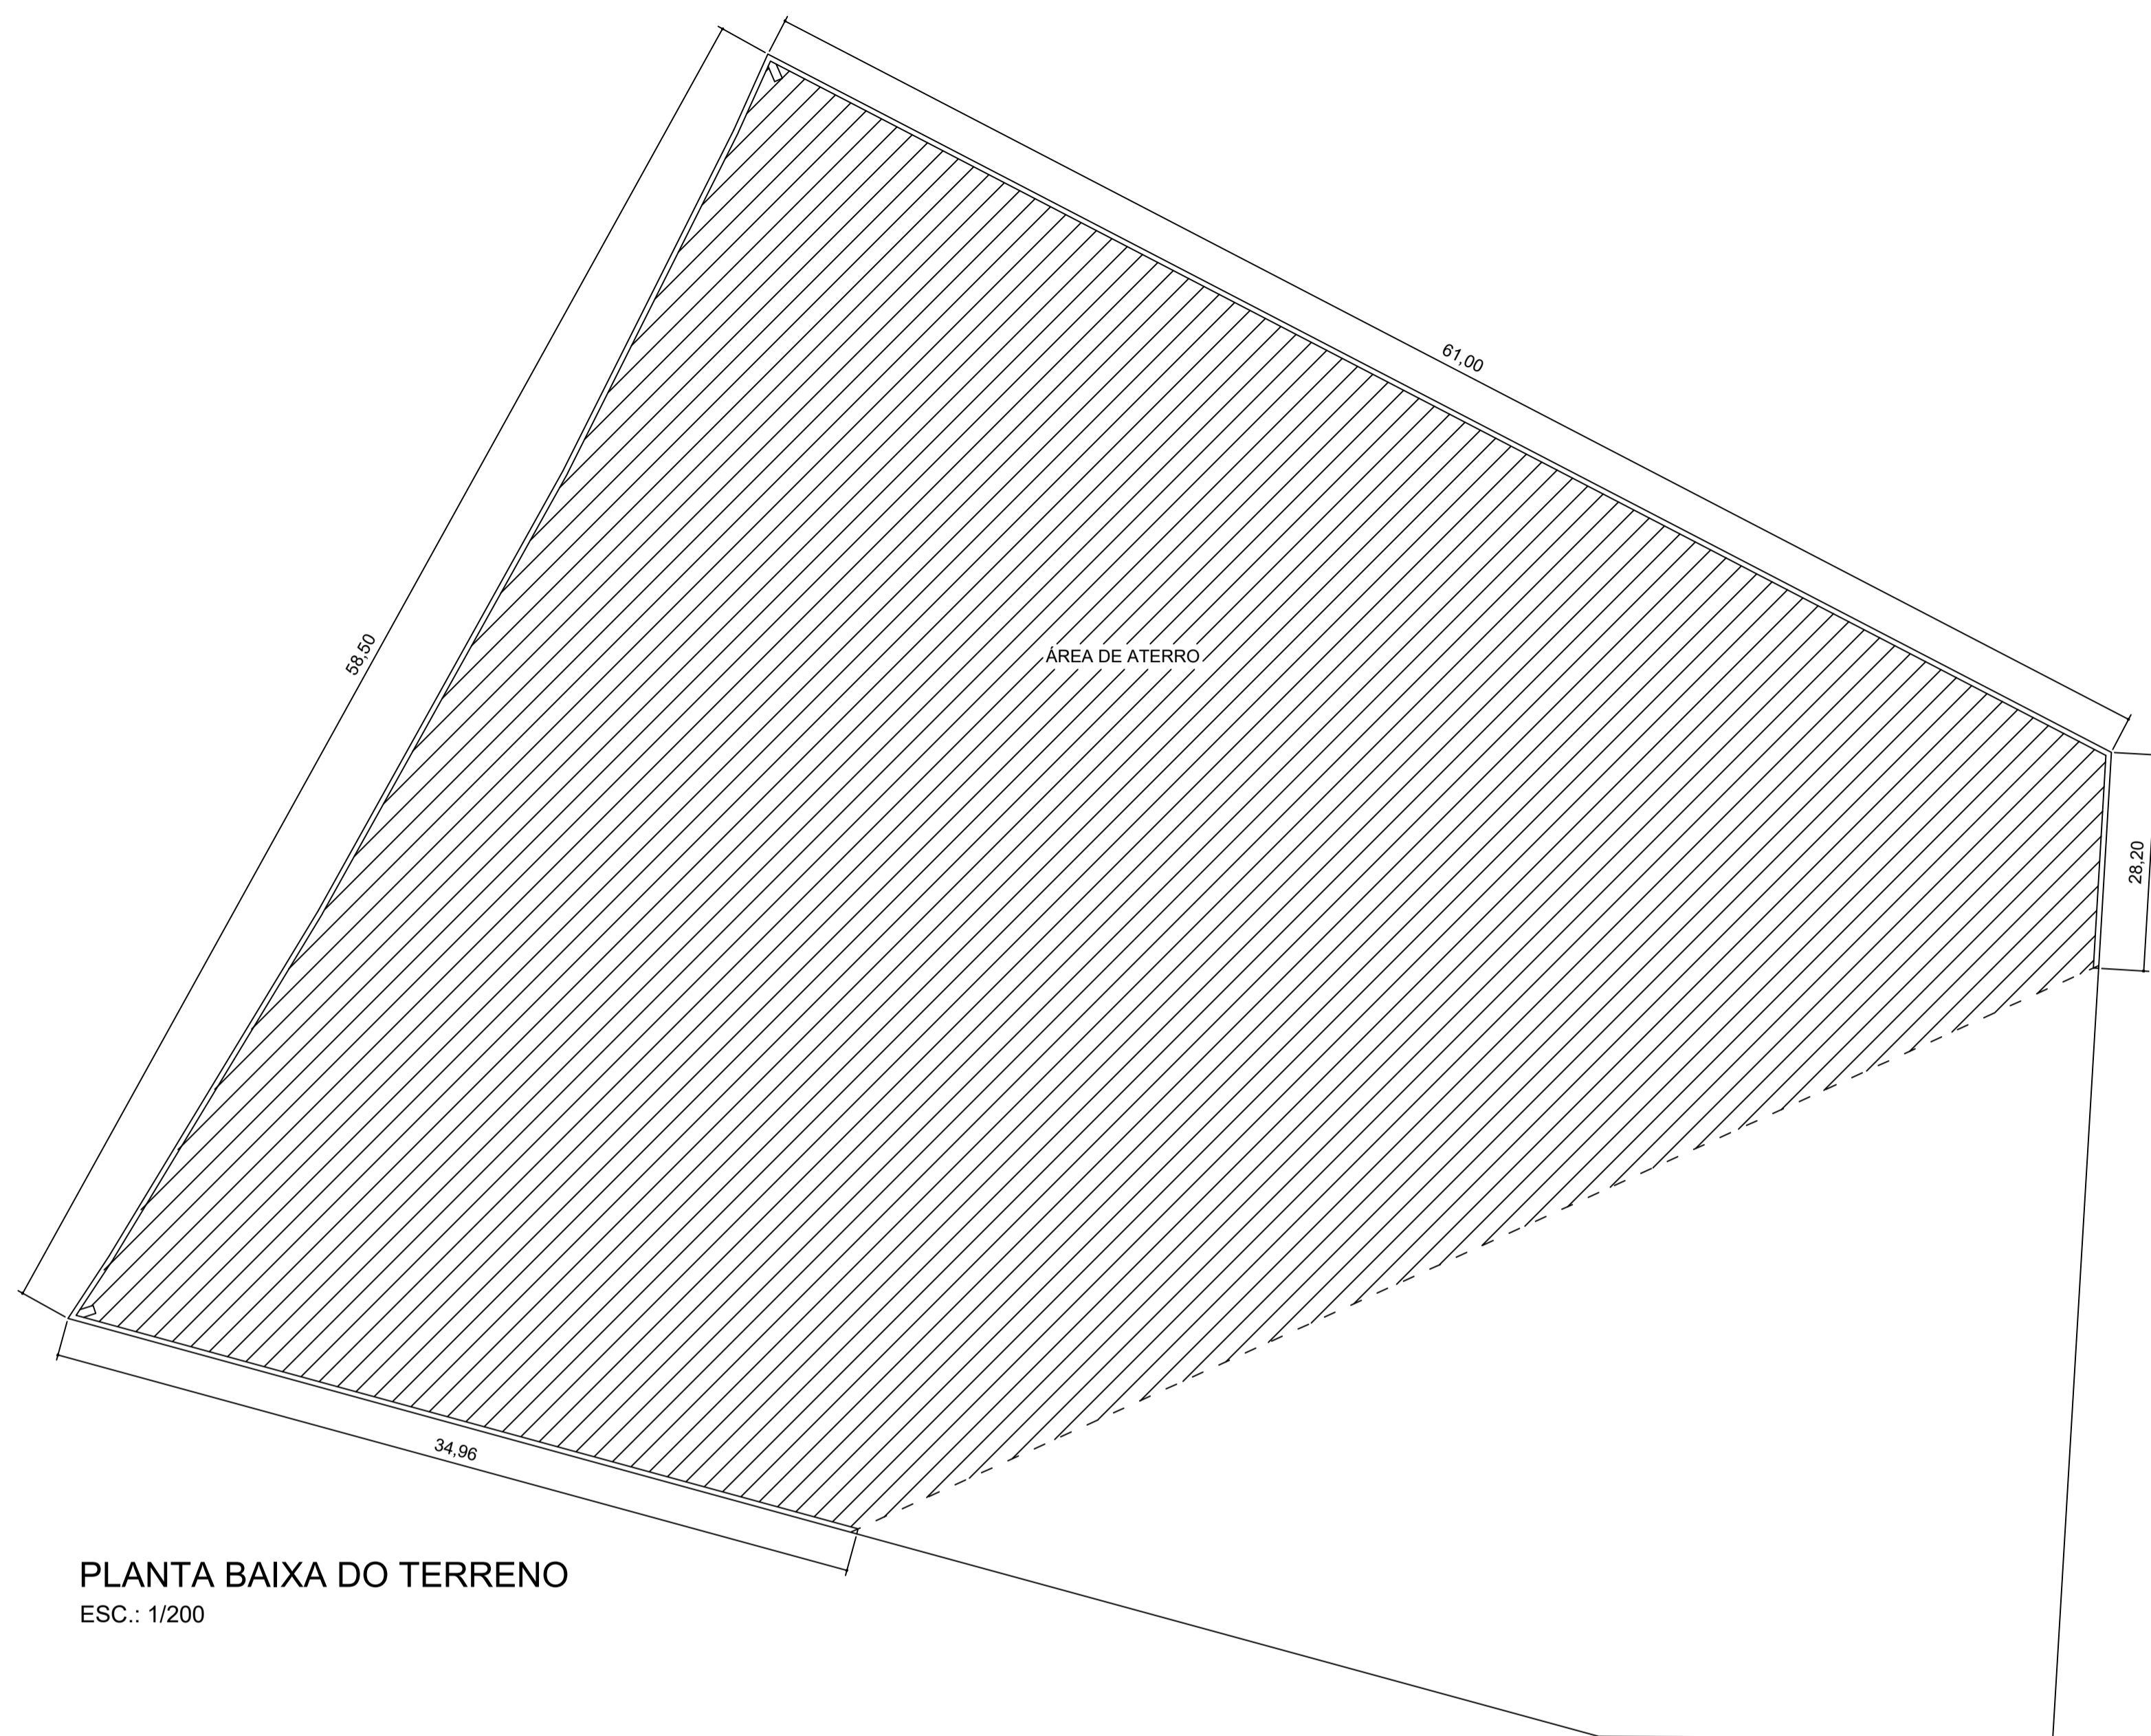 61,00
58,50
ÁREA DE ATERRO
28,20
34,96
PLANTA BAIXA DO TERRENO
ESC.: 1/200